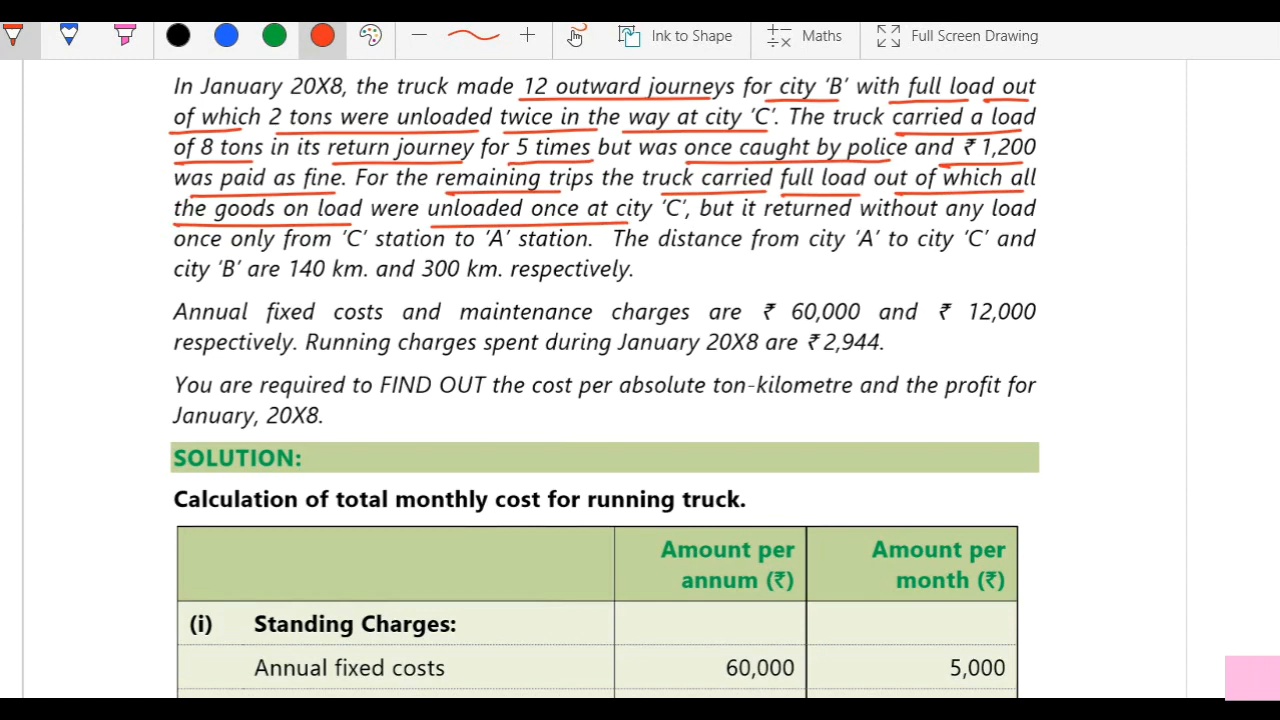 Ink to Shape Maths Full Screen Drawing
In January 20X8, the truck made 12 outward journeys for city ‘B’ with full load out
of which 2 tons were unloaded twice in the way at city ‘C’. The truck carried a load
of 8 tons in its return journey for 5 times but was once caught by police and ₹ 1,200
was paid as fine. For the remaining trips the truck carried full load out of which all
the goods on load were unloaded once at city ‘C’, but it returned without any load
once only from ‘C’ station to ‘A’ station. The distance from city ‘A’ to city ‘C’ and
city ‘B’ are 140 km. and 300 km. respectively.
Annual fixed costs and maintenance charges are ₹ 60,000 and ₹ 12,000
respectively. Running charges spent during January 20X8 are ₹ 2,944.
You are required to FIND OUT the cost per absolute ton-kilometre and the profit for
January, 20X8.
SOLUTION:
Calculation of total monthly cost for running truck.
Amount per Amount per
annum (₹) month (₹)
(i) Standing Charges:
Annual fixed costs 60,000 5,000